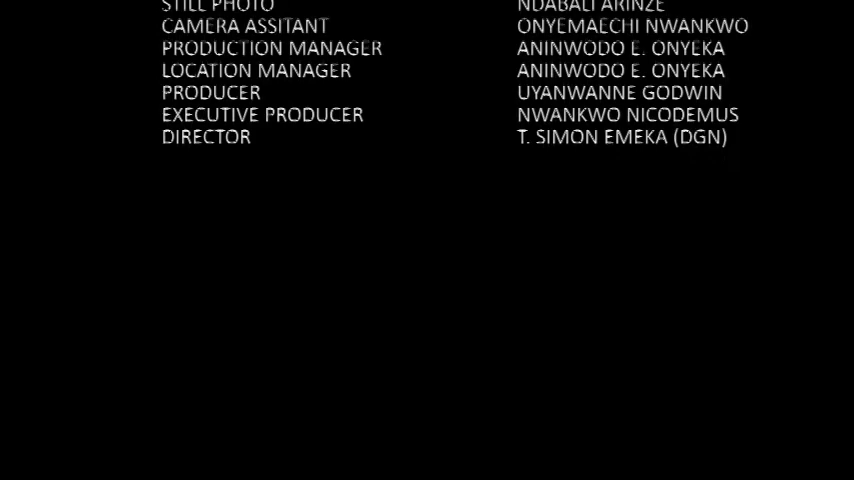 STILL PHOTO NDABALI ARINZE
CAMERA ASSITANT ONYEMAECHI NWANKWO
PRODUCTION MANAGER ANINWODO E. ONYEKA
LOCATION MANAGER ANINWODO E. ONYEKA
PRODUCER UYANWANNE GODWIN
EXECUTIVE PRODUCER NWANKWO NICODEMUS
DIRECTOR T. SIMON EMEKA (DGN)